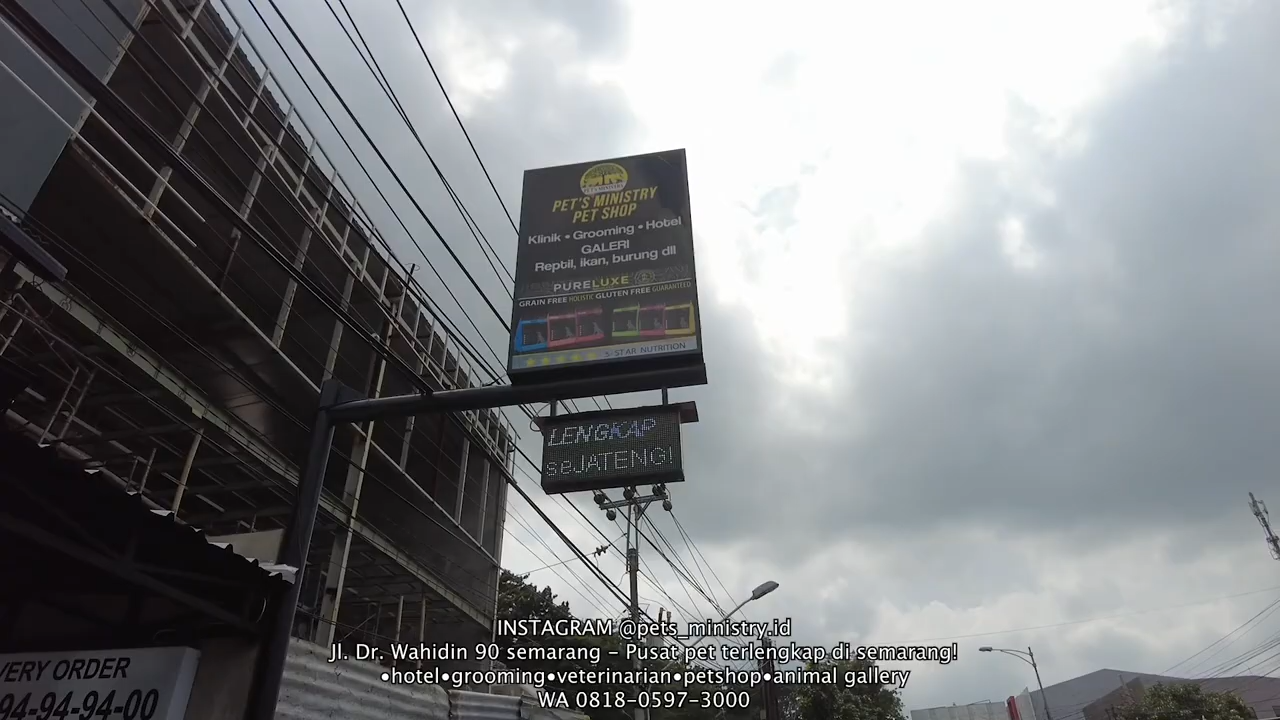 PET'S MINISTRY
PET SHOP
Klinik • Grooming • Hotel
GALERI
Reptil, ikan, burung dll
PURELUXE
GRAIN FREE HOLISTIC GLUTEN FREE GUARANTEED
5-STAR NUTRITION
LENGKAP
seJATENG!
VERY ORDER
94-94-94-00
INSTAGRAM @pets_ministry.id
Jl. Dr. Wahidin 90 semarang - Pusat pet terlengkap di semarang!
•hotel•grooming•veterinarian•petshop•animal gallery
WA 0818-0597-3000